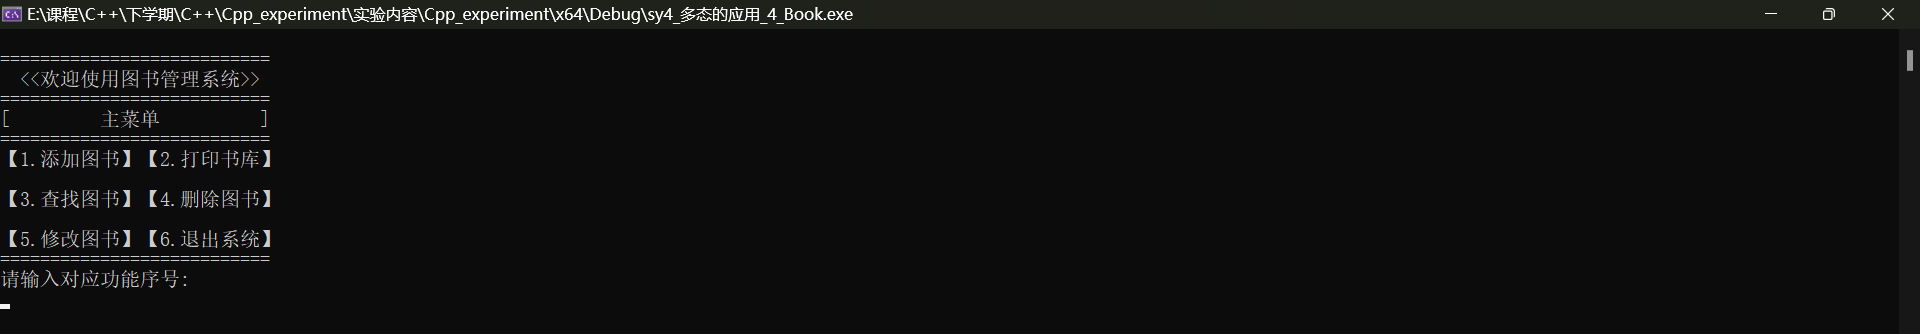 E:\课程\C++\下学期\C++\Cpp_experiment\实验内容\Cpp_experiment\x64\Debug\sy4_多态的应用_4_Book.exe
===========================
<<欢迎使用图书管理系统>>
===========================
[ 主菜单 ]
===========================
【1.添加图书】【2.打印书库】
【3.查找图书】【4.删除图书】
【5.修改图书】【6.退出系统】
===========================
请输入对应功能序号: